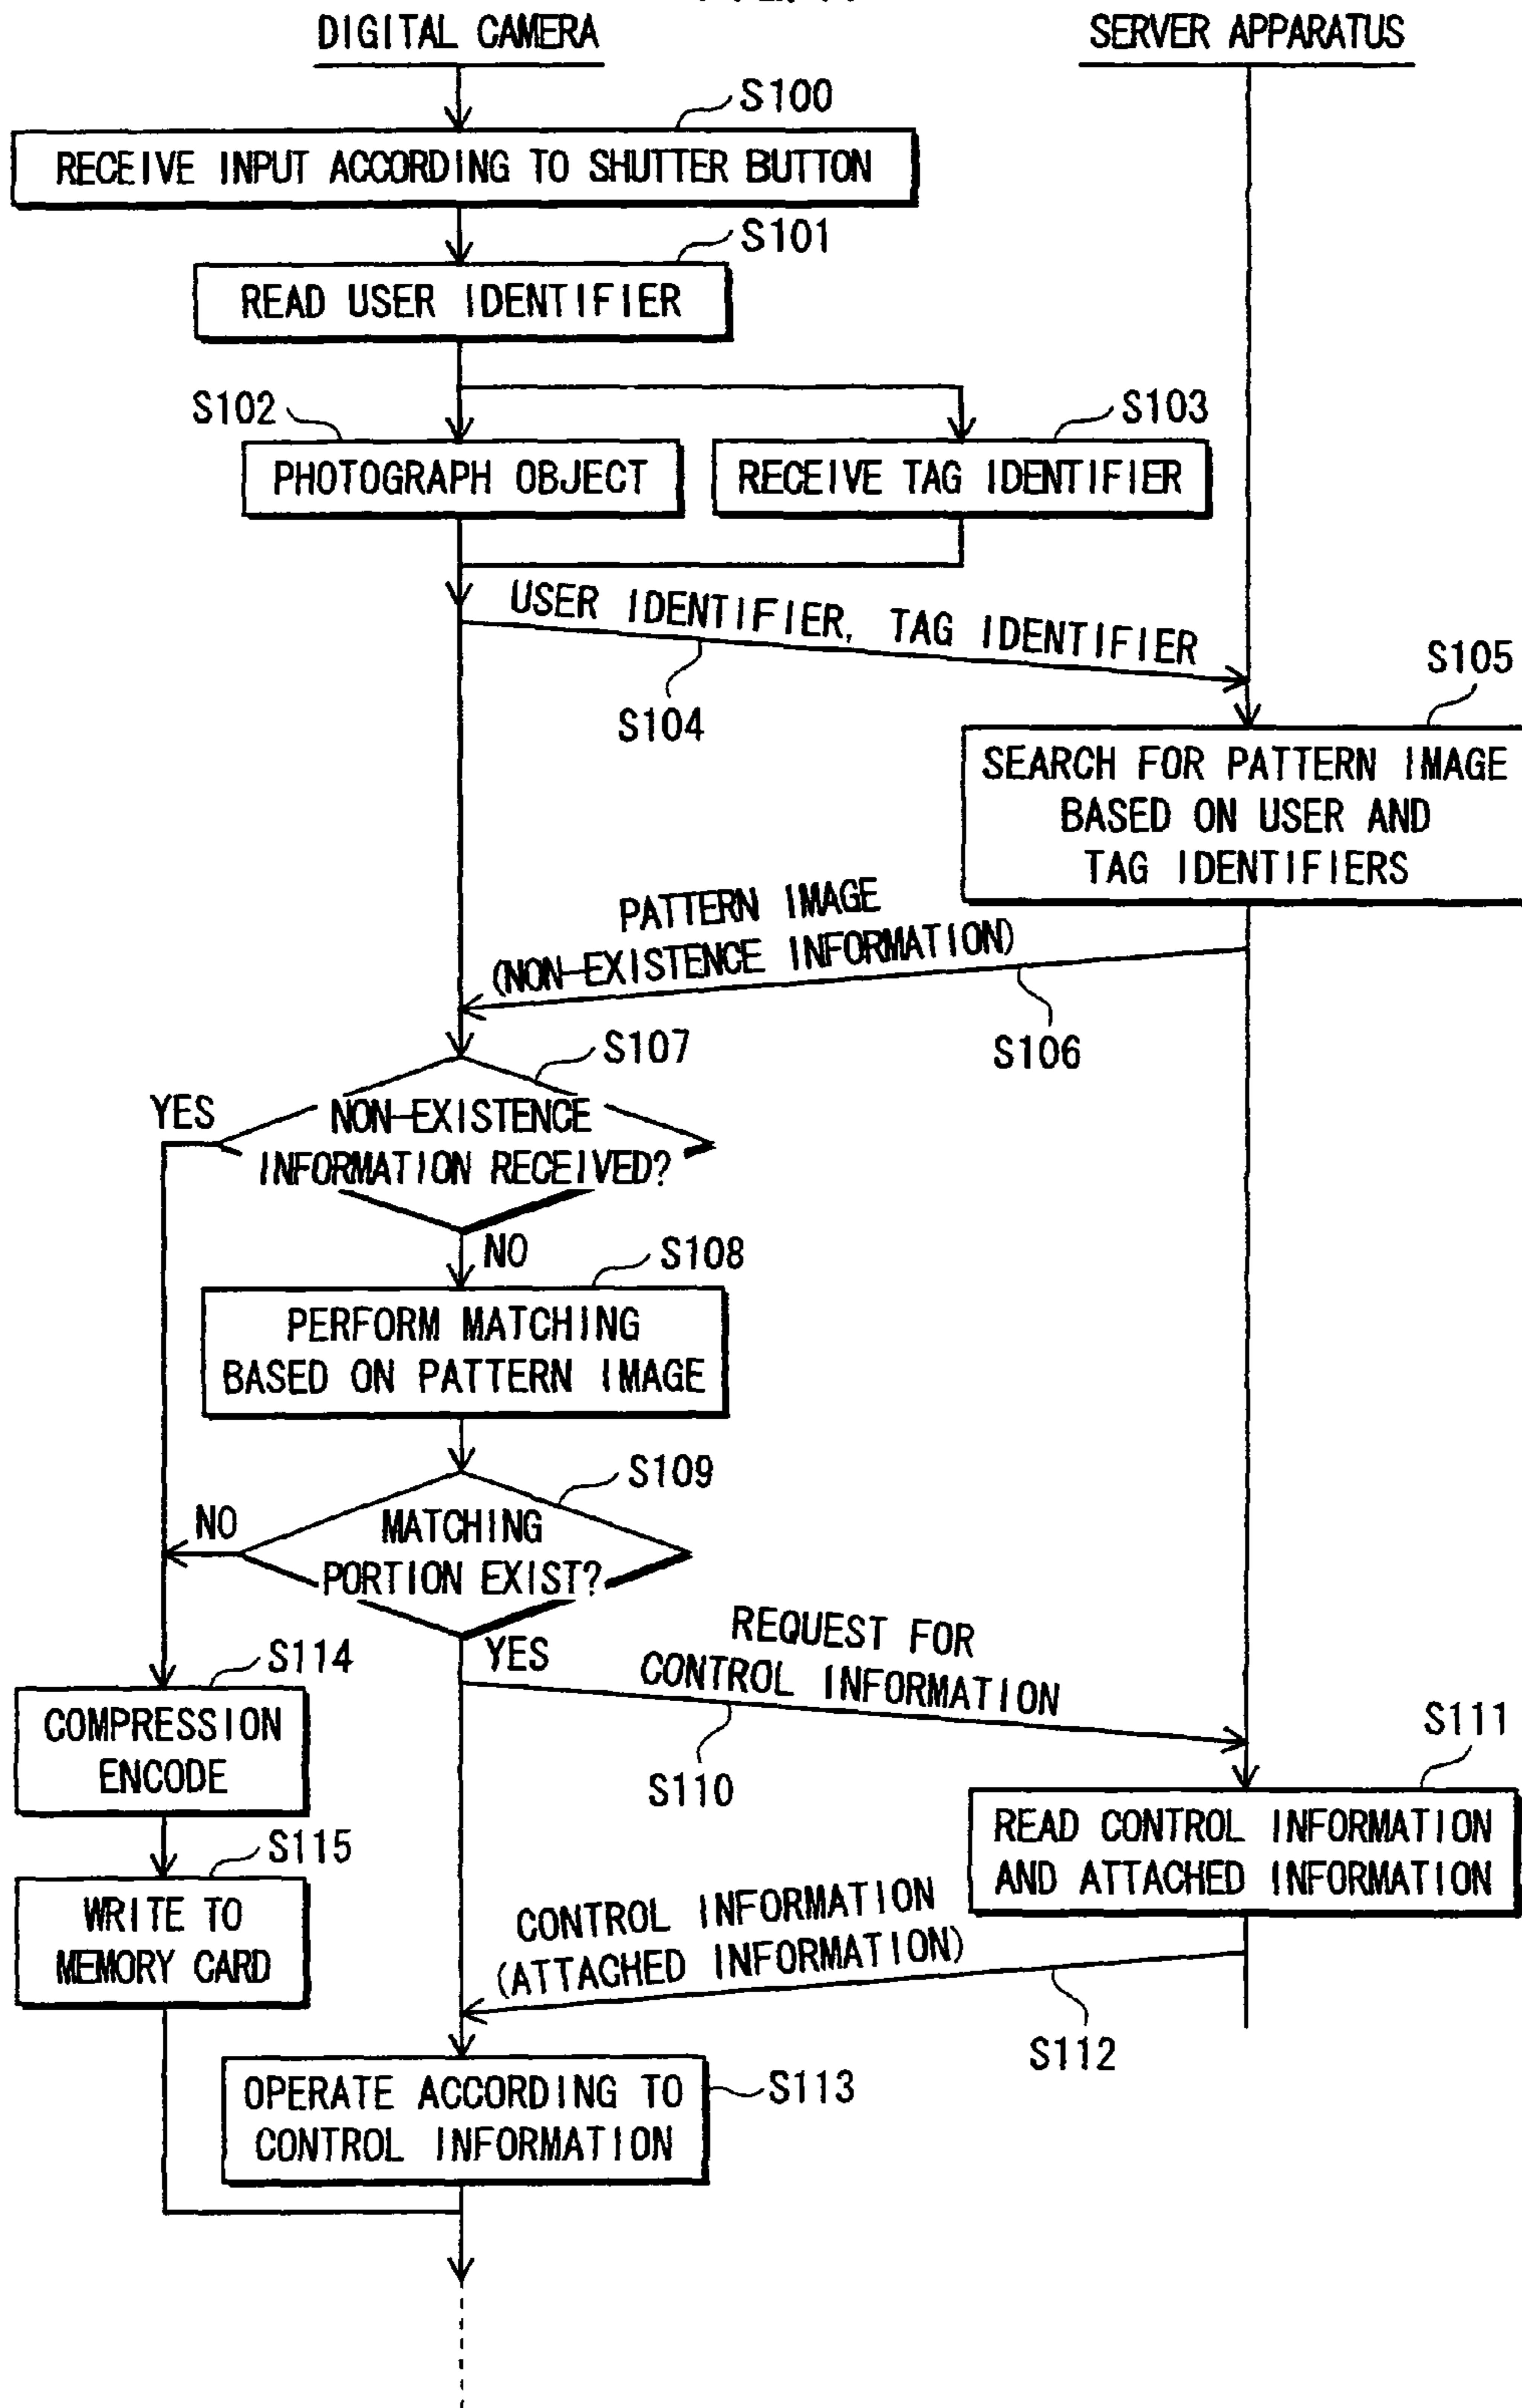 DIGITAL CAMERA
SERVER APPARATUS
S100
RECEIVE INPUT ACCORDING TO SHUTTER BUTTON
S101
READ USER IDENTIFIER
S102
S103
PHOTOGRAPH OBJECT
RECEIVE TAG IDENTIFIER
USER IDENTIFIER, TAG IDENTIFIER
S104
S105
SEARCH FOR PATTERN IMAGE
BASED ON USER AND
TAG IDENTIFIERS
PATTERN IMAGE
(NON-EXISTENCE INFORMATION)
S106
S107
YES
NON-EXISTENCE
INFORMATION RECEIVED?
NO
S108
PERFORM MATCHING
BASED ON PATTERN IMAGE
S109
NO
MATCHING
PORTION EXIST?
YES
REQUEST FOR
CONTROL INFORMATION
S110
S114
COMPRESSION
ENCODE
S111
READ CONTROL INFORMATION
AND ATTACHED INFORMATION
S115
WRITE TO
MEMORY CARD
CONTROL INFORMATION
(ATTACHED INFORMATION)
S112
S113
OPERATE ACCORDING TO
CONTROL INFORMATION